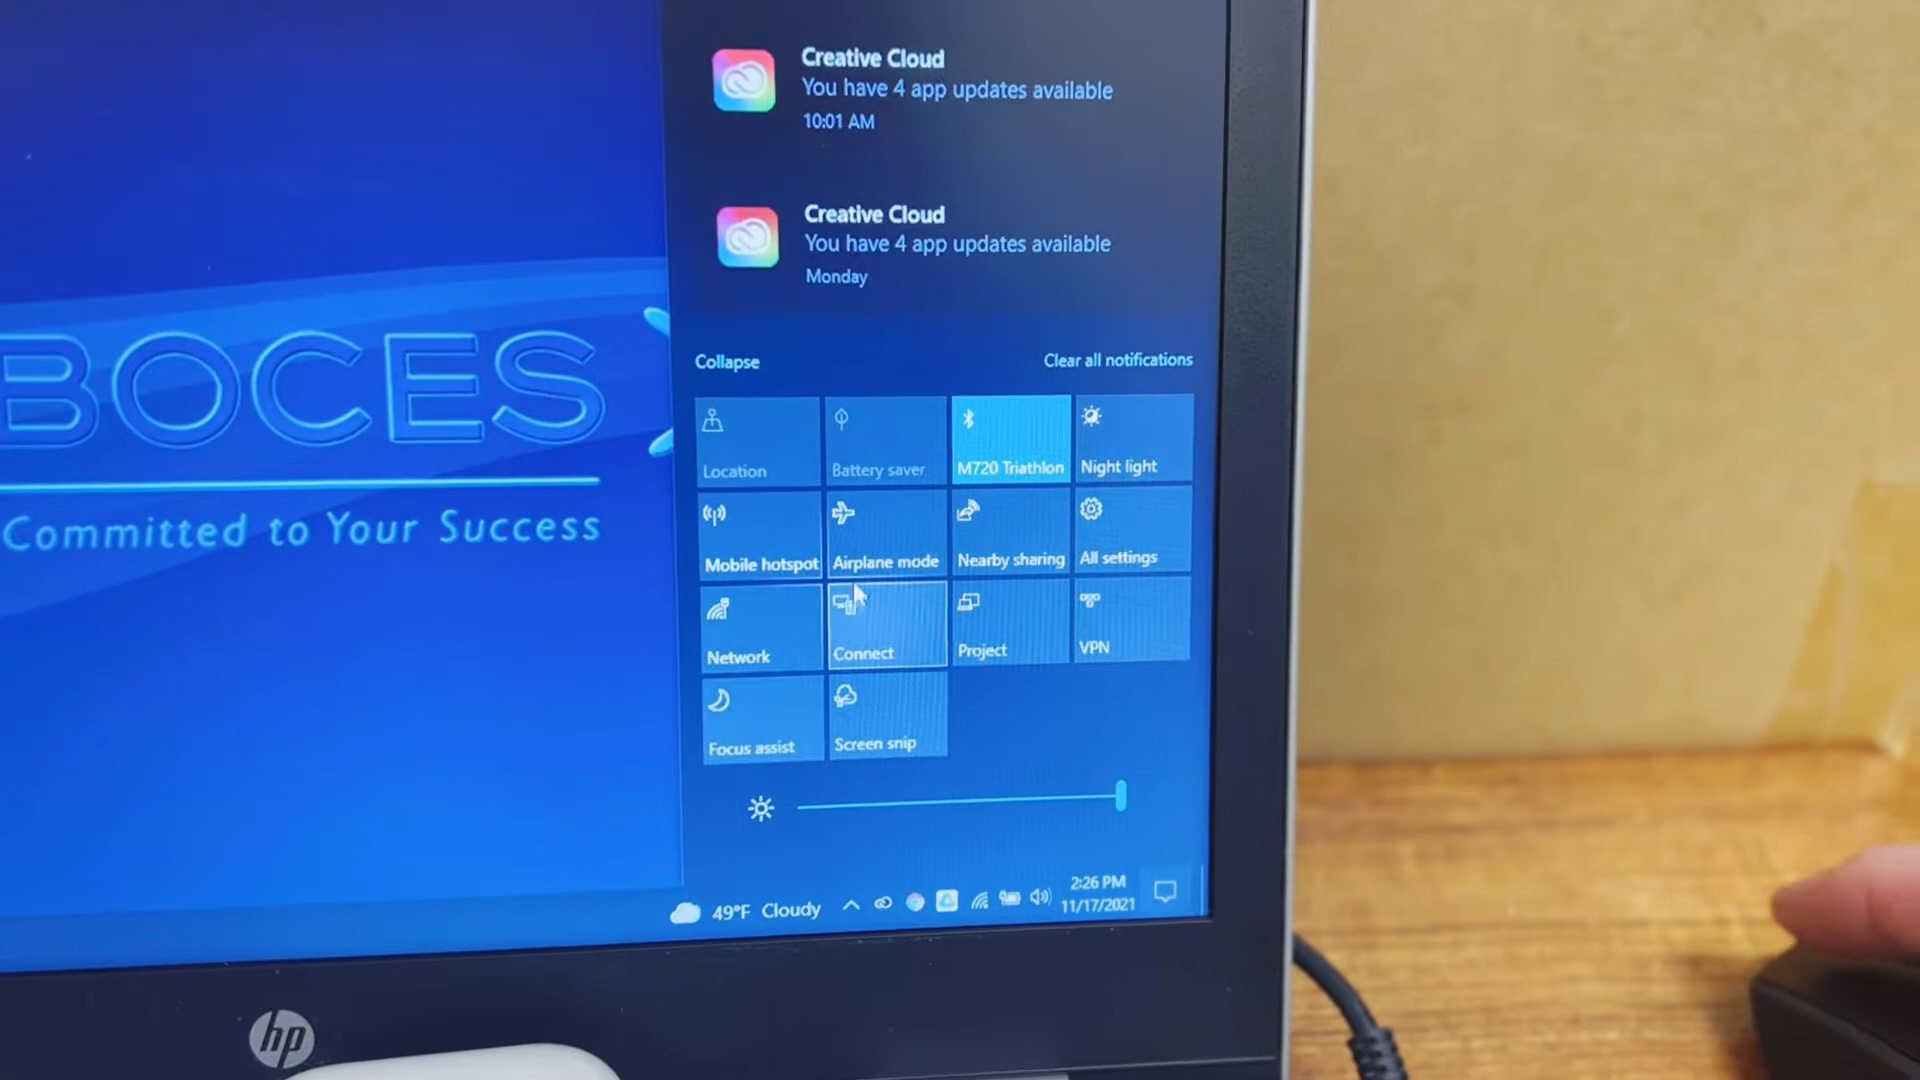 Creative Cloud
You have 4 app updates available
10:01 AM
Creative Cloud
You have 4 app updates available
Monday
BOCES
Committed to Your Success
Collapse
Clear all notifications
Location
Battery saver
M720 Triathlon
Night light
Mobile hotspot
Airplane mode
Nearby sharing
All settings
Network
Connect
Project
VPN
Focus assist
Screen snip
49°F Cloudy
2:26 PM
11/17/2021
hp